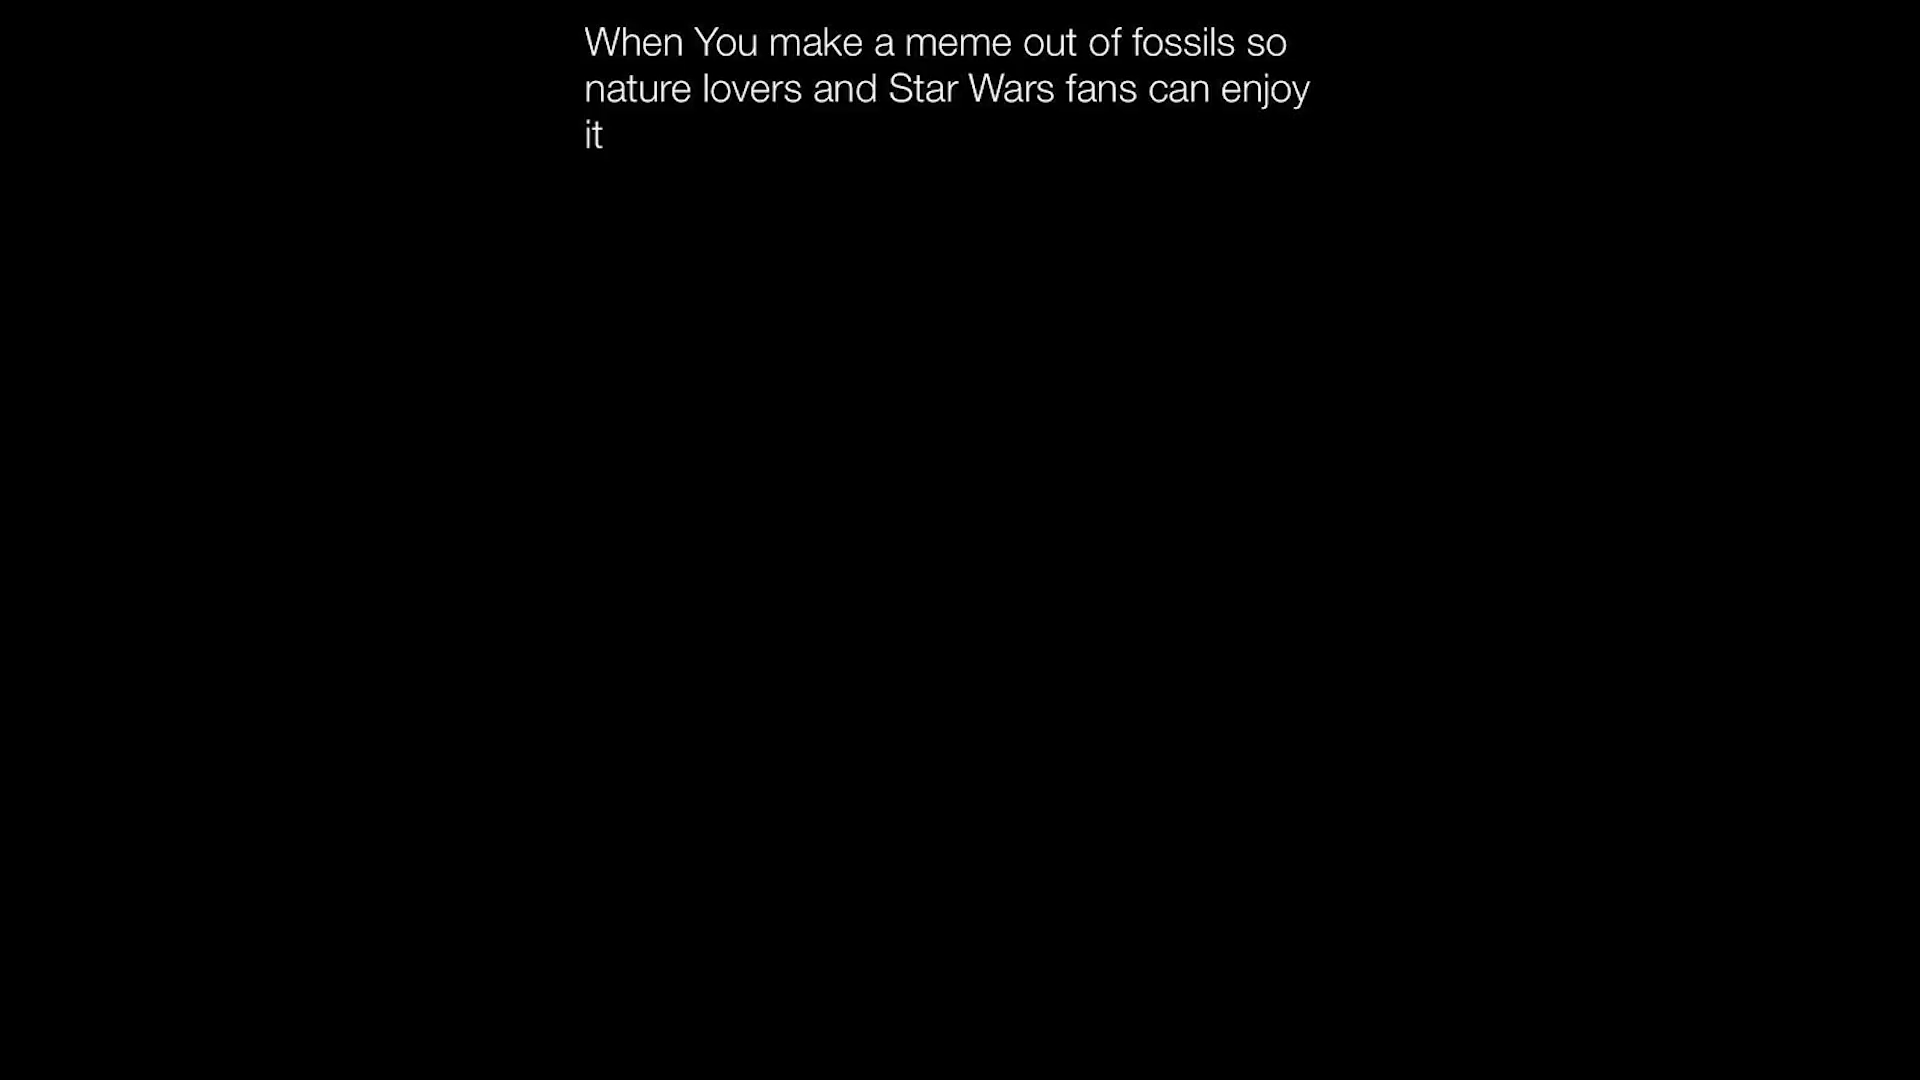 When You make a meme out of fossils so
nature lovers and Star Wars fans can enjoy
it